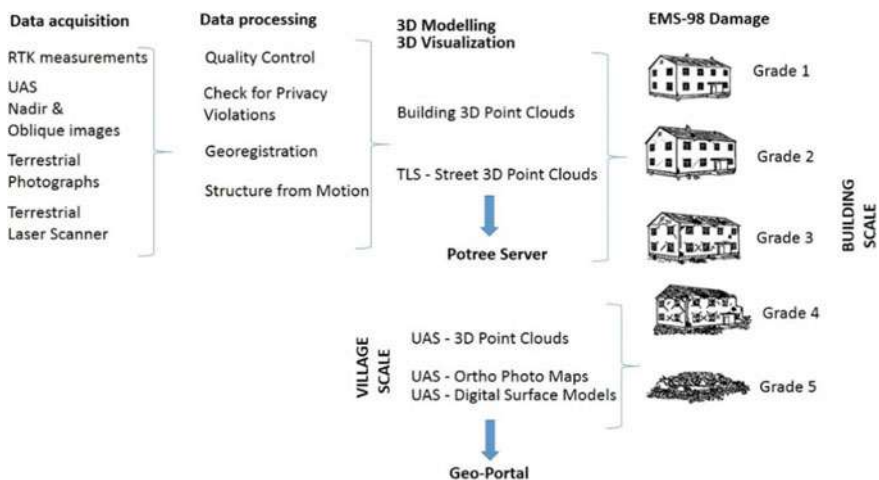 Data acquisition
RTK measurements
UAS
Nadir &
Oblique images
Terrestrial
Photographs
Terrestrial
Laser Scanner
Data processing
Quality Control
Check for Privacy
Violations
Georegistration
Structure from Motion
3D Modelling
3D Visualization
Building 3D Point Clouds
TLS - Street 3D Point Clouds
Potree Server
VILLAGE
SCALE
UAS - 3D Point Clouds
UAS - Ortho Photo Maps
UAS - Digital Surface Models
Geo-Portal
EMS-98 Damage
Grade 1
Grade 2
Grade 3
Grade 4
Grade 5
BUILDING
SCALE